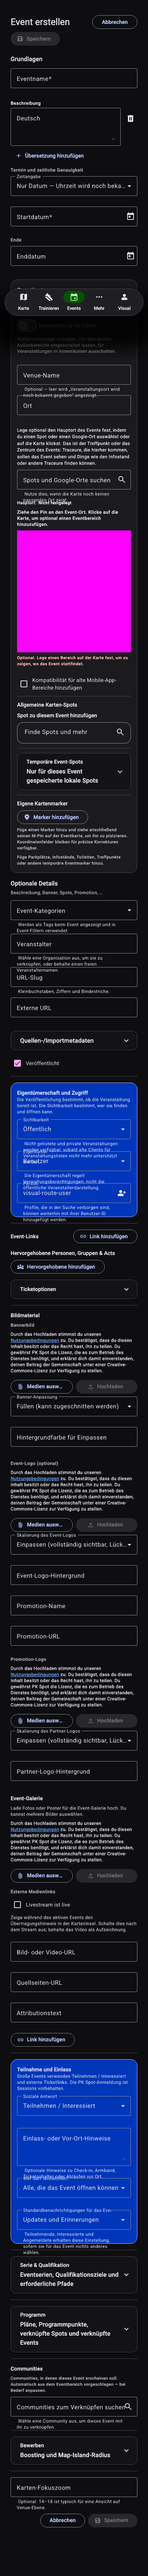 Event erstellen
Abbrechen
Speichern
Grundlagen
Eventname*
Beschreibung
Deutsch
Übersetzung hinzufügen
Termin und zeitliche Genauigkeit
Zeitangabe
Nur Datum — Uhrzeit wird noch beka…
Startdatum*
Ende
Enddatum
Karte
Trainieren
Events
Mehr
Visual
Venue-Name
Optional — leer wird „Veranstaltungsort wird
noch bekannt-gegeben“ angezeigt.
Ort
Lege optional die Hauptort des Events fest, indem
du einen Spot oder einen Google-Ort auswählst oder
auf die Karte klickst. Das ist der Treffpunkt oder das
Zentrum des Events; Tracks, die hierher kommen,
sollen das Event sehen und Dinge wie den Infostand
oder andere Tracks finden können.
Spots und Google-Orte suchen
Nutze dies, wenn die Karte noch keinen
Hauptort: Noch nicht festgelegt
Ziehe den Pin an den Event-Ort. Klicke auf die
Karte, um optional einen Eventbereich
hinzuzufügen.
Optional. Lege einen Bereich auf der Karte fest, um zu
zeigen, wo das Event stattfindet.
Kompatibilität für alte Mobile-App-
Bereiche hinzufügen
Allgemeine Karten-Spots
Spot zu diesem Event hinzufügen
Finde Spots und mehr
Temporäre Event-Spots
Nur für dieses Event
gespeicherte lokale Spots
Eigene Kartenmarker
Marker hinzufügen
Füge einen Marker hinzu und ziehe anschließend
seinen M-Pin auf der Eventkarte, um ihn zu platzieren.
Koordinatenfelder bleiben für präzise Korrekturen
verfügbar.
Füge Parkplätze, Infostände, Toiletten, Treffpunkte
oder andere temporäre Eventmarker hinzu.
Optionale Details
Beschreibung, Banner, Spots, Promotion, …
Event-Kategorien
Werden als Tags beim Event angezeigt und in
Event-Filtern verwendet.
Veranstalter
Wähle eine Organisation aus, um sie zu
verknüpfen, oder behalte einen freien
Veranstalternamen.
URL-Slug
Kleinbuchstaben, Ziffern und Bindestriche.
Externe URL
Quellen-/Importmetadaten
Veröffentlicht
Eigentümerschaft und Zugriff
Die Veröffentlichung bestimmt, ob die Veranstaltung
bereit ist. Die Sichtbarkeit bestimmt, wer sie finden
und öffnen kann.
Sichtbarkeit
Öffentlich
Nicht gelistete und private Veranstaltungen
Benutzer
visual-route-user
Profile, die in der Suche verborgen sind,
können weiterhin mit ihrer Benutzer-ID
hinzugefügt werden.
Event-Links
Link hinzufügen
Hervorgehobene Personen, Gruppen & Acts
Hervorgehobene hinzufügen
Ticketoptionen
Bildmaterial
Bannerbild
Durch das Hochladen stimmst du unseren
Nutzungsbedingungen zu. Du bestätigst, dass du diesen
Inhalt besitzt oder das Recht hast, ihn zu teilen. Du
gewährst PK Spot die Lizenz, die es zum Betrieb des
Dienstes benötigt, und erklärst dich damit einverstanden,
deinen Beitrag der Gemeinschaft unter einer Creative-
Commons-Lizenz zur Verfügung zu stellen.
Medien ausw…
Hochladen
Banner-Anpassung
Füllen (kann zugeschnitten werden)
Hintergrundfarbe für Einpassen
Event-Logo (optional)
Durch das Hochladen stimmst du unseren
Nutzungsbedingungen zu. Du bestätigst, dass du diesen
Inhalt besitzt oder das Recht hast, ihn zu teilen. Du
gewährst PK Spot die Lizenz, die es zum Betrieb des
Dienstes benötigt, und erklärst dich damit einverstanden,
deinen Beitrag der Gemeinschaft unter einer Creative-
Commons-Lizenz zur Verfügung zu stellen.
Medien ausw…
Hochladen
Skalierung des Event-Logos
Einpassen (vollständig sichtbar, Lück…
Event-Logo-Hintergrund
Promotion-Name
Promotion-URL
Promotion-Logo
Durch das Hochladen stimmst du unseren
Nutzungsbedingungen zu. Du bestätigst, dass du diesen
Inhalt besitzt oder das Recht hast, ihn zu teilen. Du
gewährst PK Spot die Lizenz, die es zum Betrieb des
Dienstes benötigt, und erklärst dich damit einverstanden,
deinen Beitrag der Gemeinschaft unter einer Creative-
Commons-Lizenz zur Verfügung zu stellen.
Medien ausw…
Hochladen
Skalierung des Partner-Logos
Einpassen (vollständig sichtbar, Lück…
Partner-Logo-Hintergrund
Event-Galerie
Lade Fotos oder Poster für die Event-Galerie hoch. Du
kannst mehrere Bilder auswählen.
Durch das Hochladen stimmst du unseren
Nutzungsbedingungen zu. Du bestätigst, dass du diesen
Inhalt besitzt oder das Recht hast, ihn zu teilen. Du
gewährst PK Spot die Lizenz, die es zum Betrieb des
Dienstes benötigt, und erklärst dich damit einverstanden,
deinen Beitrag der Gemeinschaft unter einer Creative-
Commons-Lizenz zur Verfügung zu stellen.
Medien ausw…
Hochladen
Externe Medienlinks
Livestream ist live
Zeige während des aktiven Events den
Übertragungshinweis in der Karteninsel. Schalte dies nach
dem Stream aus, behalte das Video als Aufzeichnung.
Bild- oder Video-URL
Quellseiten-URL
Attributionstext
Link hinzufügen
Teilnahme und Einlass
Große Events verwenden Teilnehmen / Interessiert
und externe Ticketlinks. Die PK Spot-Anmeldung ist
Sessions vorbehalten.
Soziale Antwort
Teilnehmen / Interessiert
Einlass- oder Vor-Ort-Hinweise
Optionale Hinweise zu Check-in, Armband,
Alle, die das Event öffnen können
Standardbenachrichtigungen für das Eve…
Updates und Erinnerungen
Teilnehmende, Interessierte und
Angemeldete erhalten diese Einstellung,
sofern sie für das Event nichts anderes
wählen.
Serie & Qualifikation
Eventserien, Qualifikationsziele und
erforderliche Pfade
Programm
Pläne, Programmpunkte,
verknüpfte Spots und verknüpfte
Events
Communities
Communities, in denen dieses Event erscheinen soll.
Automatisch aus dem Eventbereich vorgeschlagen — bei
Bedarf anpassen.
Communities zum Verknüpfen suchen
Wähle eine Community aus, um dieses Event mit
ihr zu verknüpfen.
Bewerben
Boosting und Map-Island-Radius
Karten-Fokuszoom
Optional. 14–18 ist typisch für eine Ansicht auf
Venue-Ebene.
Abbrechen
Speichern